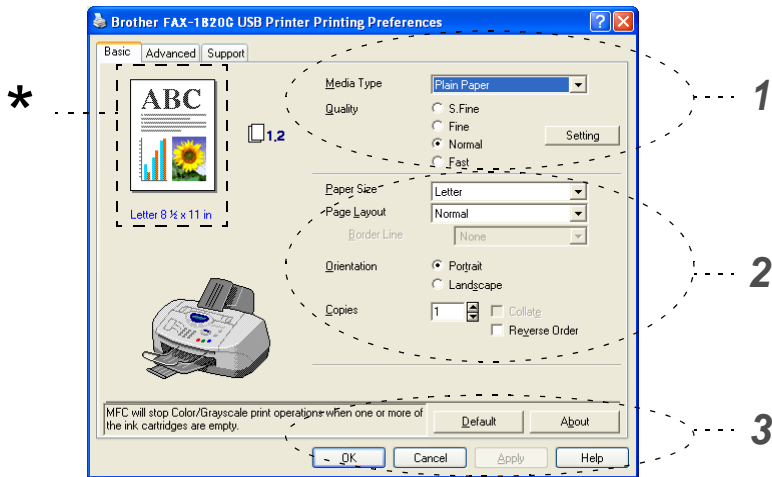 Brother FAX-1820C USB Printer Printing Preferences
Basic Advanced Support
*
ABC
1,2
Letter 8 ½ x 11 in
Media Type Plain Paper
Quality S.Fine
Fine
Normal
Fast
Setting
1
Paper Size Letter
Page Layout Normal
Border Line None
Orientation Portrait
Landscape
Copies 1 Collate
Reverse Order
2
MFC will stop Color/Grayscale print operations when one or more of
the ink cartridges are empty.
Default About
3
OK Cancel Apply Help